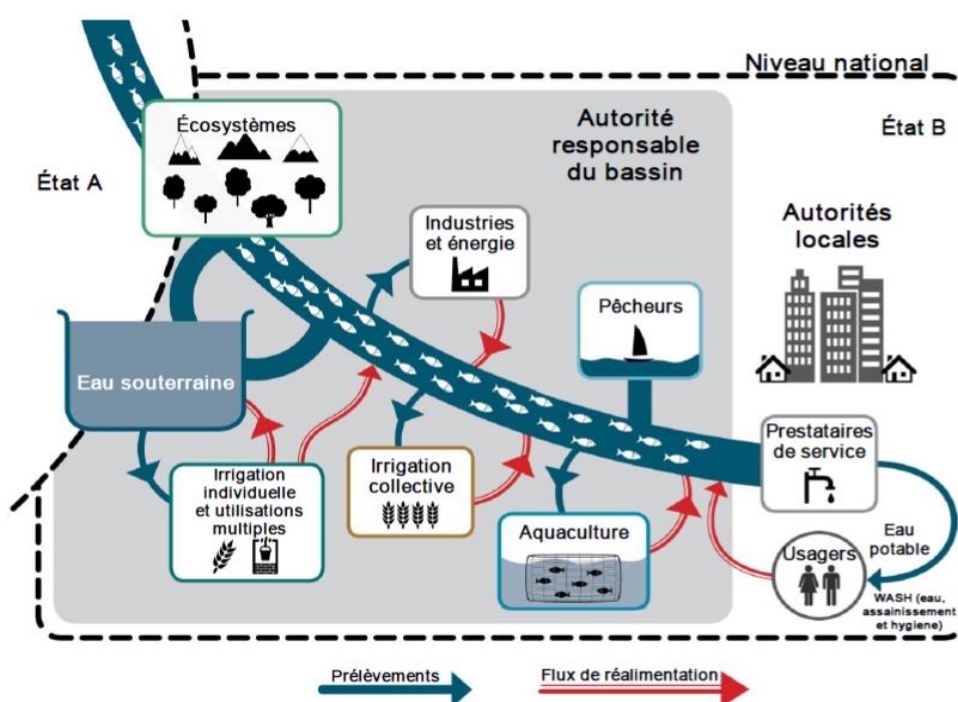 Niveau national
Écosystèmes
Autorité
responsable
du bassin
État B
État A
Industries
et énergie
Autorités
locales
Pêcheurs
Eau souterraine
Prestataires
de service
Irrigation
individuelle
et utilisations
multiples
Irrigation
collective
Aquaculture
Usagers
Eau
potable
WASH (eau,
assainissement
et hygiene)
Prélèvements
Flux de réalimentation